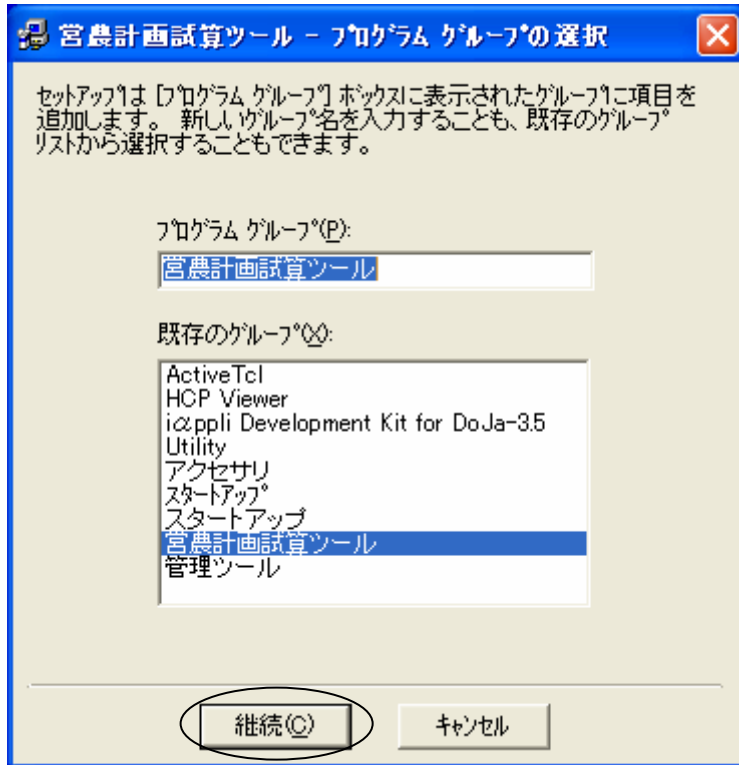 営農計画試算ツール - ﾌﾟﾛｸﾞﾗﾑ ｸﾞﾙｰﾌﾟの選択
ｾｯﾄｱｯﾌﾟは [ﾌﾟﾛｸﾞﾗﾑ ｸﾞﾙｰﾌﾟ] ﾎﾞｯｸｽに表示されたｸﾞﾙｰﾌﾟに項目を
追加します。 新しいｸﾞﾙｰﾌﾟ名を入力することも、既存のｸﾞﾙｰﾌﾟ
ﾘｽﾄから選択することもできます。
ﾌﾟﾛｸﾞﾗﾑ ｸﾞﾙｰﾌﾟ(P):
営農計画試算ツール
既存のｸﾞﾙｰﾌﾟ(X):
ActiveTcl
HCP Viewer
iαppli Development Kit for DoJa-3.5
Utility
アクセサリ
ｽﾀｰﾄｱｯﾌﾟ
スタートアップ
営農計画試算ツール
管理ツール
継続(C)
ｷｬﾝｾﾙ